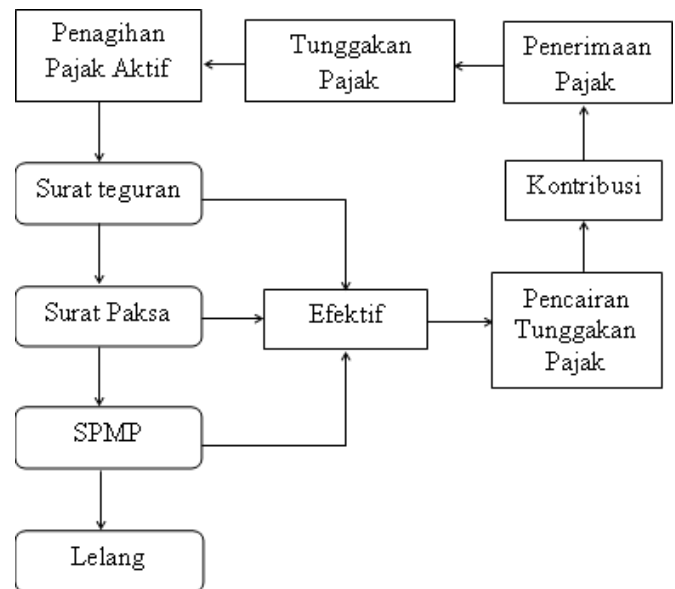 Penagihan
Pajak Aktif
Tunggakan
Pajak
Penerimaan
Pajak
Surat teguran
Kontribusi
Surat Paksa
Efektif
Pencairan
Tunggakan
Pajak
SPMP
Lelang